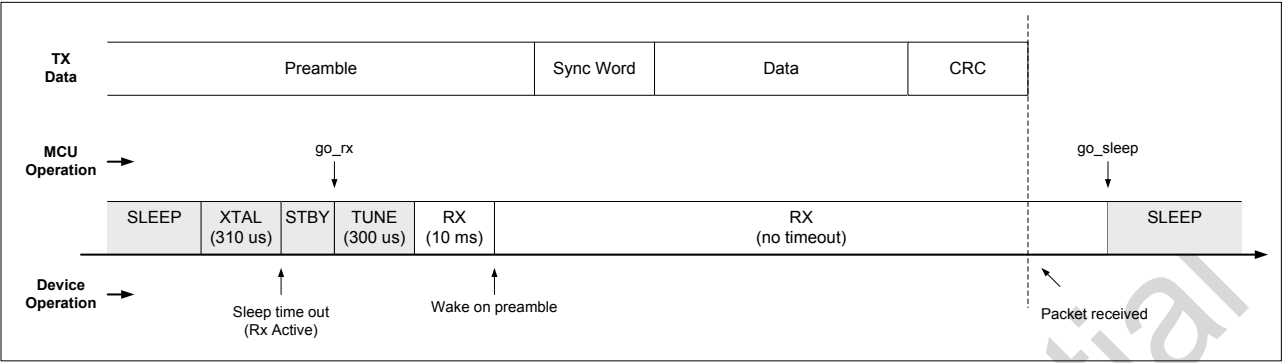 TX
Data
Preamble
Sync Word
Data
CRC
MCU
Operation
go_rx
go_sleep
SLEEP
XTAL
(310 us)
STBY
TUNE
(300 us)
RX
(10 ms)
RX
(no timeout)
SLEEP
Device
Operation
Sleep time out
(Rx Active)
Wake on preamble
Packet received
ntial